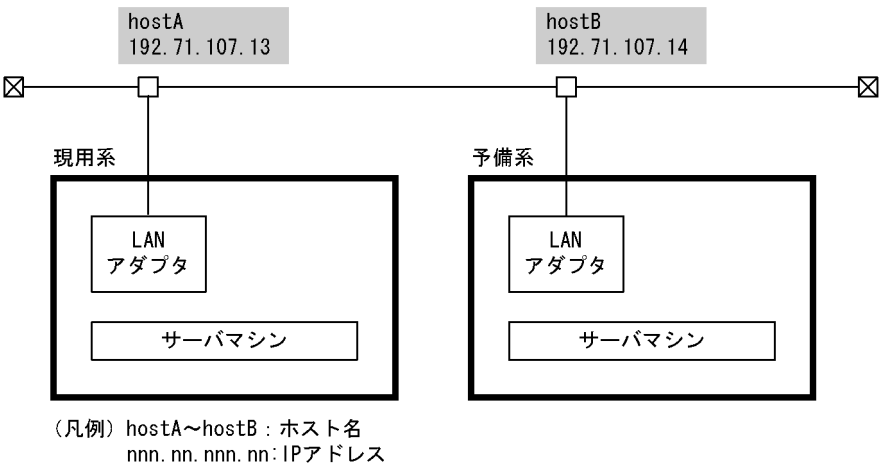 hostA
192.71.107.13
hostB
192.71.107.14
現用系
予備系
LAN
アダプタ
LAN
アダプタ
サーバマシン
サーバマシン
（凡例）hostA～hostB：ホスト名
nnn.nn.nnn.nn:IPアドレス